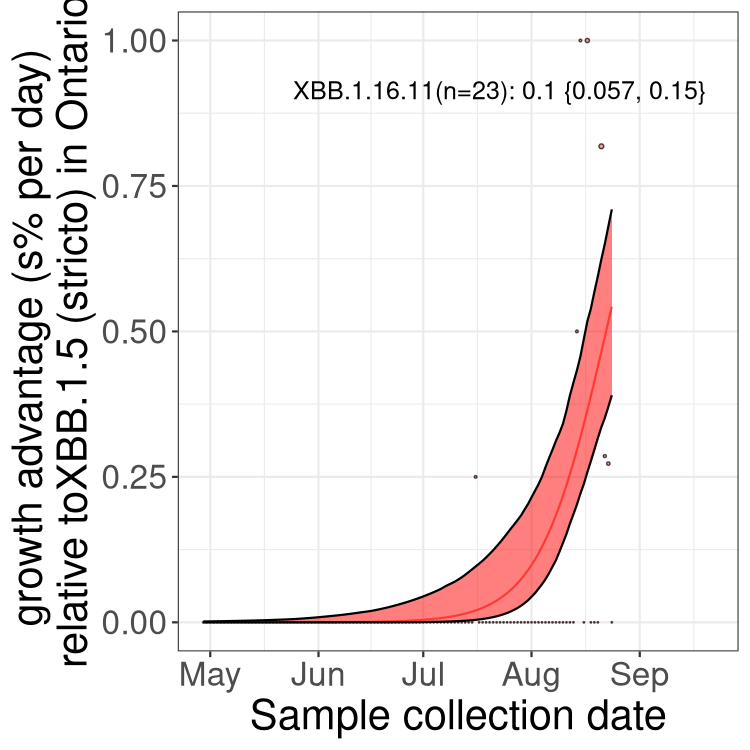 growth advantage (s% per day)
relative toXBB.1.5 (stricto) in Ontario
1.00
0.75
0.50
0.25
0.00
XBB.1.16.11(n=23): 0.1 {0.057, 0.15}
May Jun Jul Aug Sep
Sample collection date